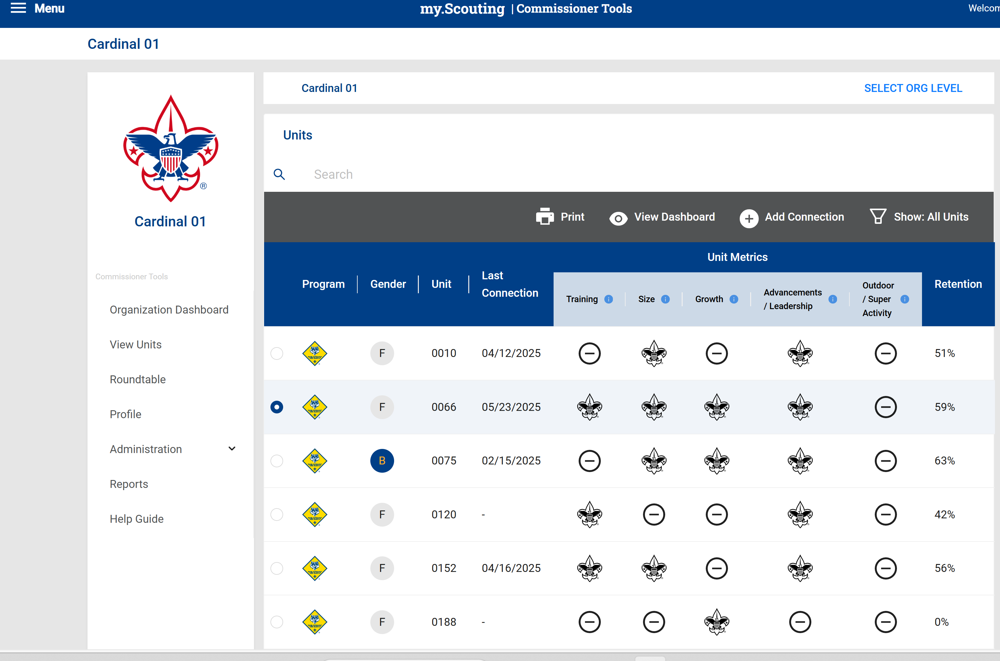 Menu
my.Scouting | Commissioner Tools
Welcom
Cardinal 01
®
Cardinal 01
Commissioner Tools
Organization Dashboard
View Units
Roundtable
Profile
Administration
Reports
Help Guide
Cardinal 01
SELECT ORG LEVEL
Units
Search
Print
View Dashboard
Add Connection
Show: All Units
Program
Gender
Unit
Last
Connection
Unit Metrics
Training
Size
Growth
Advancements
/ Leadership
Outdoor
/ Super
Activity
Retention
F 0010 04/12/2025 51%
F 0066 05/23/2025 59%
B 0075 02/15/2025 63%
F 0120 - 42%
F 0152 04/16/2025 56%
F 0188 - 0%